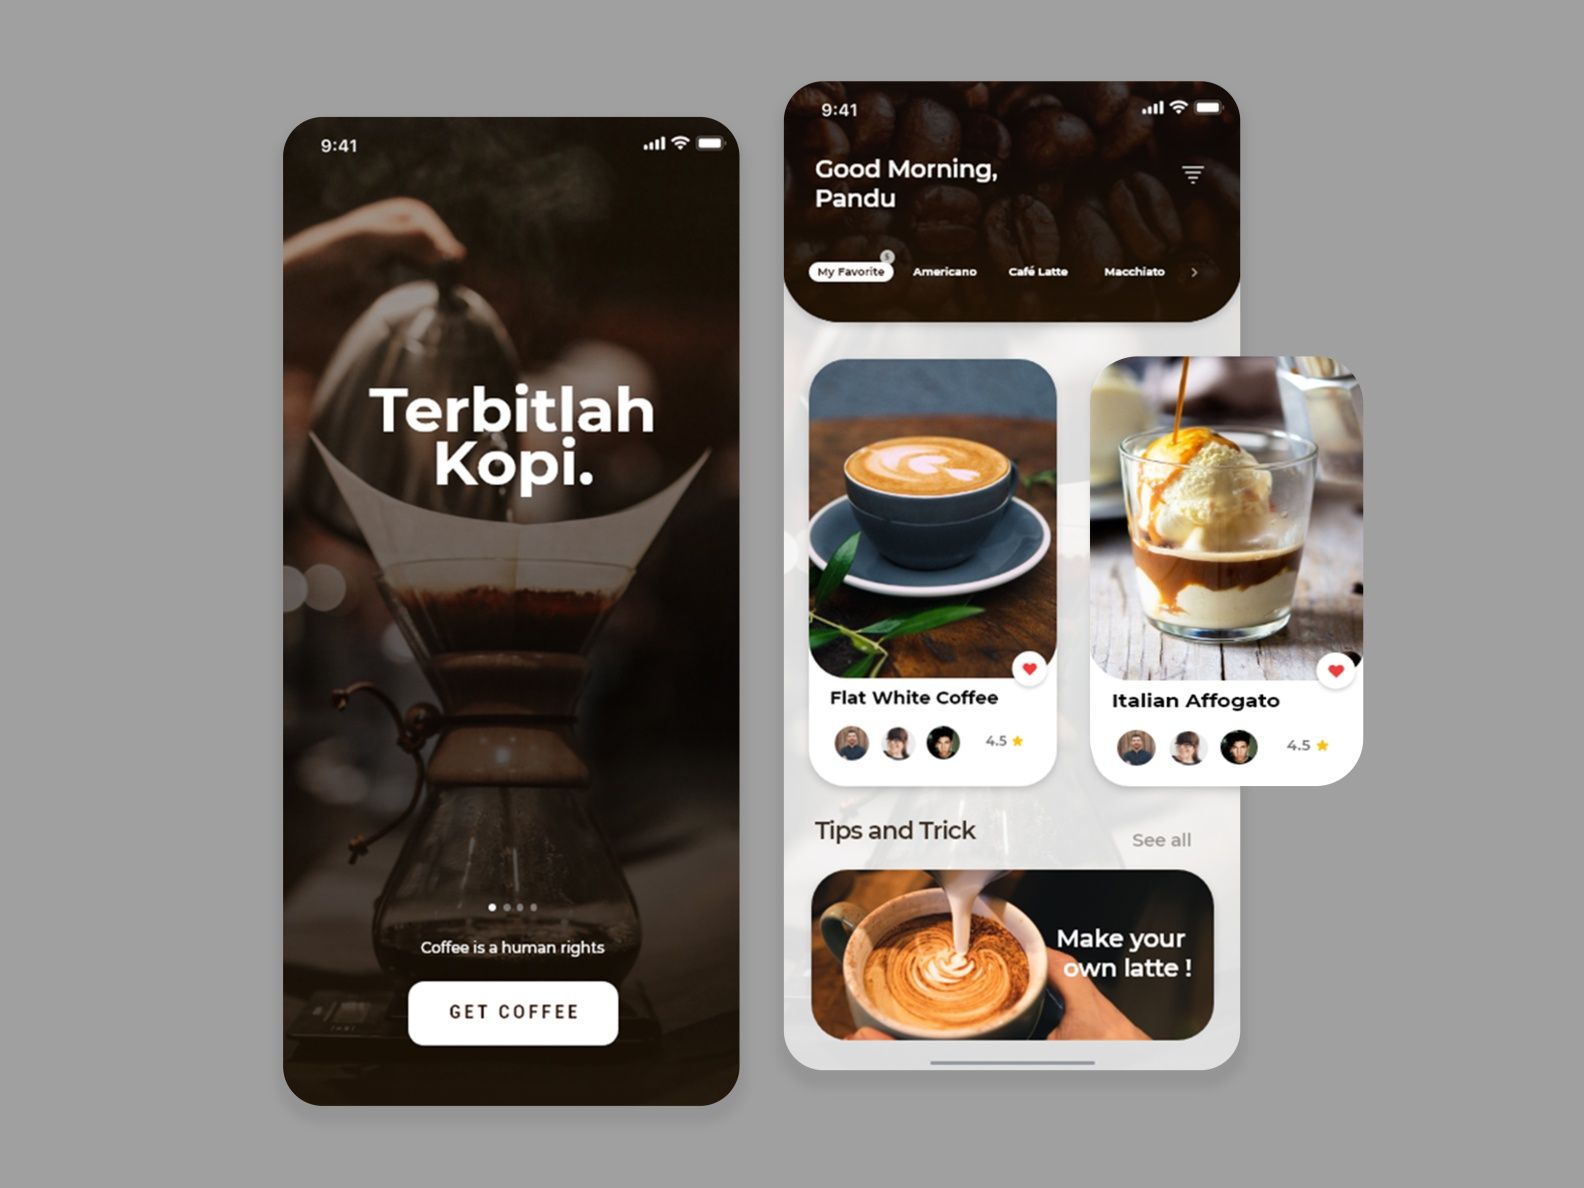 9:41
Terbitlah
Kopi.
Coffee is a human rights
GET COFFEE
9:41
Good Morning,
Pandu
My Favorite
Americano
Café Latte
Macchiato
Flat White Coffee
4.5
Italian Affogato
4.5
Tips and Trick
See all
Make your
own latte !